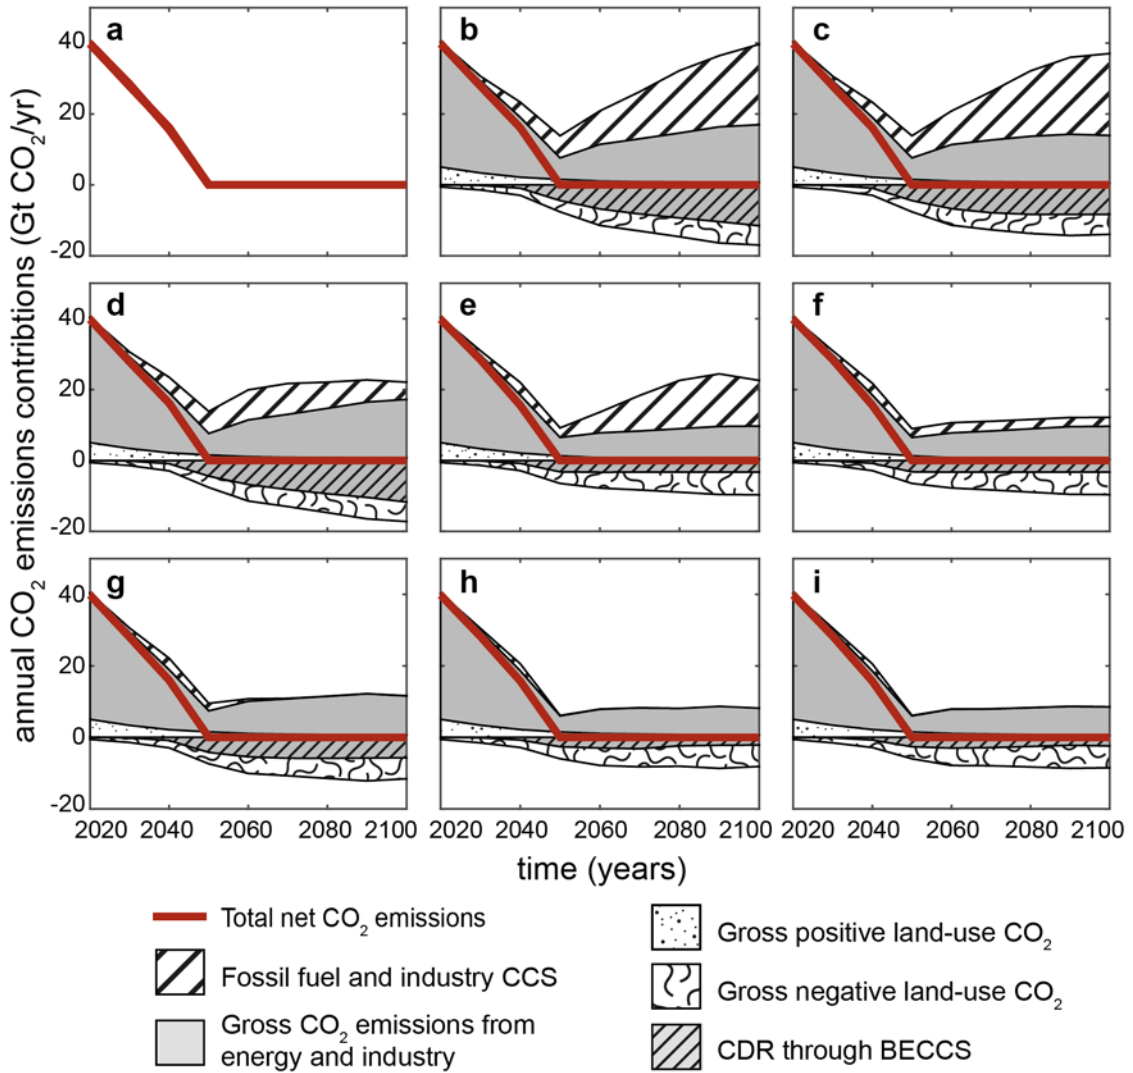 annual CO2 emissions contribtions (Gt CO2/yr)
a
b
c
40
20
0
-20
d
e
f
40
20
0
-20
g
h
i
40
20
0
-20
2020 2040 2060 2080 2100 2020 2040 2060 2080 2100 2020 2040 2060 2080 2100
time (years)
Total net CO2 emissions
Fossil fuel and industry CCS
Gross CO2 emissions from
energy and industry
Gross positive land-use CO2
Gross negative land-use CO2
CDR through BECCS